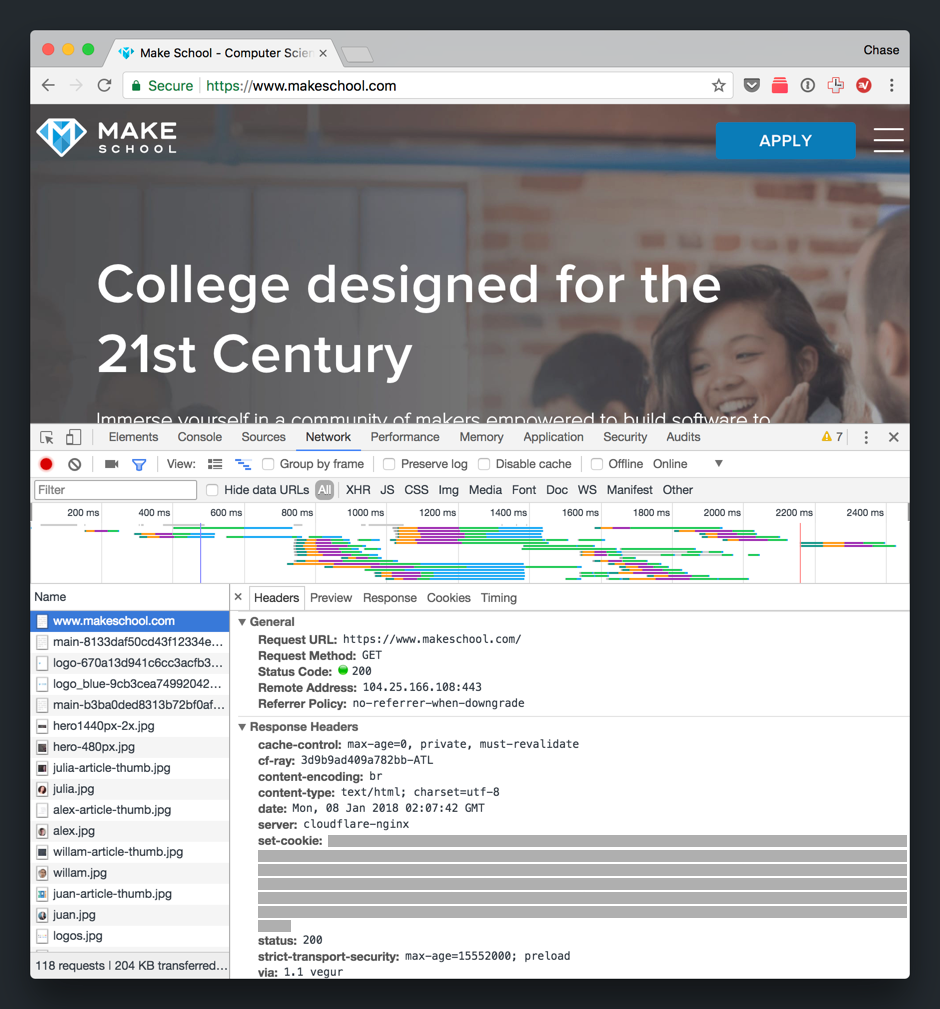 Make School - Computer Scien
Chase
Secure https://www.makeschool.com
MAKE
SCHOOL
APPLY
College designed for the
21st Century
Immerse yourself in a community of makers empowered to build software to
Elements Console Sources Network Performance Memory Application Security Audits 7
View: Group by frame Preserve log Disable cache Offline Online
Filter Hide data URLs All XHR JS CSS Img Media Font Doc WS Manifest Other
200 ms 400 ms 600 ms 800 ms 1000 ms 1200 ms 1400 ms 1600 ms 1800 ms 2000 ms 2200 ms 2400 ms
Name
www.makeschool.com
main-8133daf50cd43f12334e...
logo-670a13d941c6cc3acfb3...
logo_blue-9cb3cea74992042...
main-b3ba0ded8313b72bf0af...
hero1440px-2x.jpg
hero-480px.jpg
julia-article-thumb.jpg
julia.jpg
alex-article-thumb.jpg
alex.jpg
willam-article-thumb.jpg
willam.jpg
juan-article-thumb.jpg
juan.jpg
logos.jpg
118 requests | 204 KB transferred...
Headers Preview Response Cookies Timing
General
Request URL: https://www.makeschool.com/
Request Method: GET
Status Code: 200
Remote Address: 104.25.166.108:443
Referrer Policy: no-referrer-when-downgrade
Response Headers
cache-control: max-age=0, private, must-revalidate
cf-ray: 3d9b9ad409a782bb-ATL
content-encoding: br
content-type: text/html; charset=utf-8
date: Mon, 08 Jan 2018 02:07:42 GMT
server: cloudflare-nginx
set-cookie:
status: 200
strict-transport-security: max-age=15552000; preload
via: 1.1 vegur